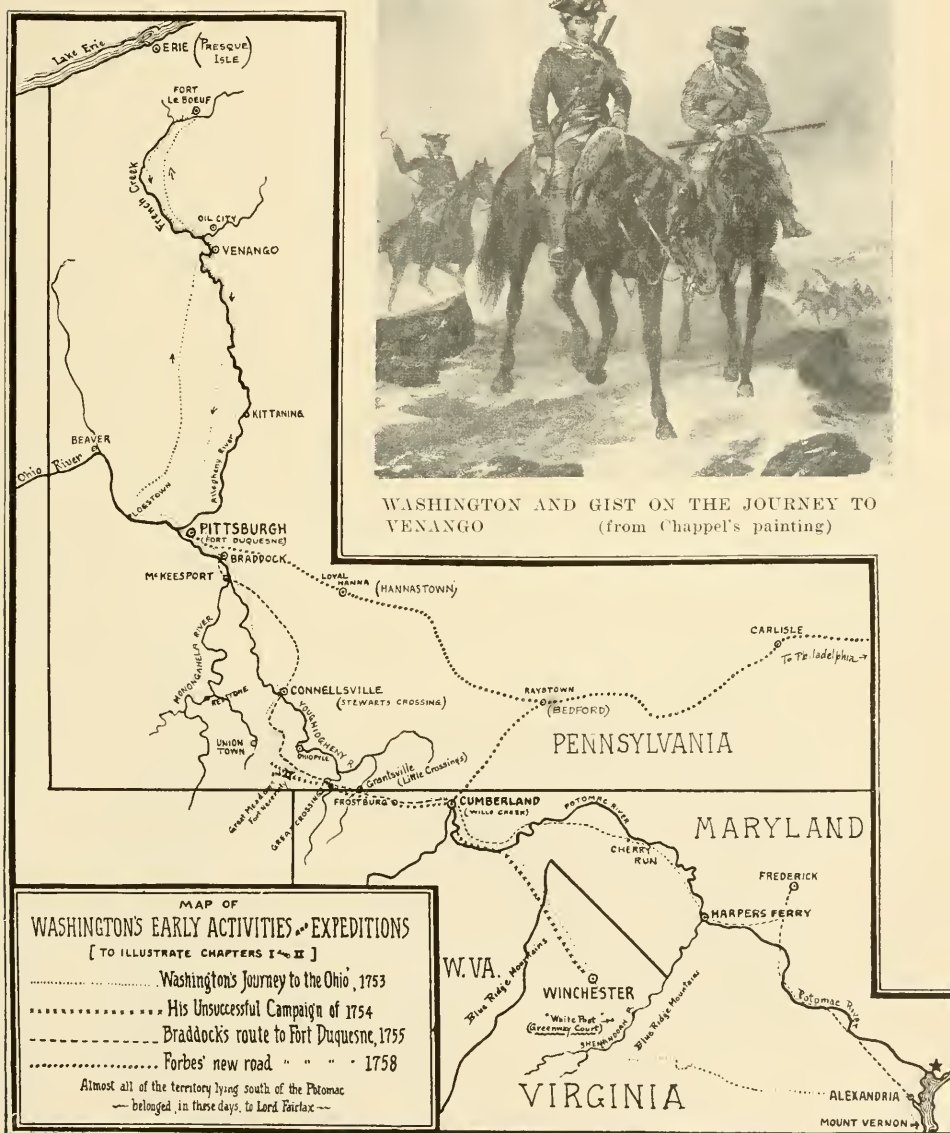 Lake Erie
ERIE (PRESQUE
ISLE)
FORT
Le BOEUF
French Creek
OIL CITY
VENANGO
KITTANING
Allegheny River
BEAVER
Ohio River
LOGSTOWN
PITTSBURGH
(FORT DUQUESNE)
BRADDOCK
McKEESPORT
WASHINGTON AND GIST ON THE JOURNEY TO
VENANGO (from Chappel's painting)
LOYAL
HANNA (HANNASTOWN)
CARLISLE
To Philadelphia →
MONONGAHELA RIVER
REDSTONE
CONNELLSVILLE
(STEWARTS CROSSING)
RAYSTOWN
(BEDFORD)
YOUGHIOGHENY R.
UNION
TOWN
OHIOPYLE
PENNSYLVANIA
Great Meadows
Fort Necessity
GREAT CROSSINGS
Grantsville
(Little Crossings)
FROSTBURG
CUMBERLAND
(WILLS CREEK)
POTOMAC RIVER
MARYLAND
CHERRY
RUN
FREDERICK
HARPERS FERRY
W.VA.
Blue Ridge Mountains
WINCHESTER
"White Post"
(Greenway Court)
SHENANDOAH R.
Blue Ridge Mountain
Potomac River
VIRGINIA
ALEXANDRIA
MOUNT VERNON
MAP OF
WASHINGTON'S EARLY ACTIVITIES and EXPEDITIONS
[TO ILLUSTRATE CHAPTERS I and II]
Washington's Journey to the Ohio, 1753
His Unsuccessful Campaign of 1754
Braddock's route to Fort Duquesne, 1755
Forbes' new road " " " 1758
Almost all of the territory lying south of the Potomac
— belonged, in these days, to Lord Fairfax —